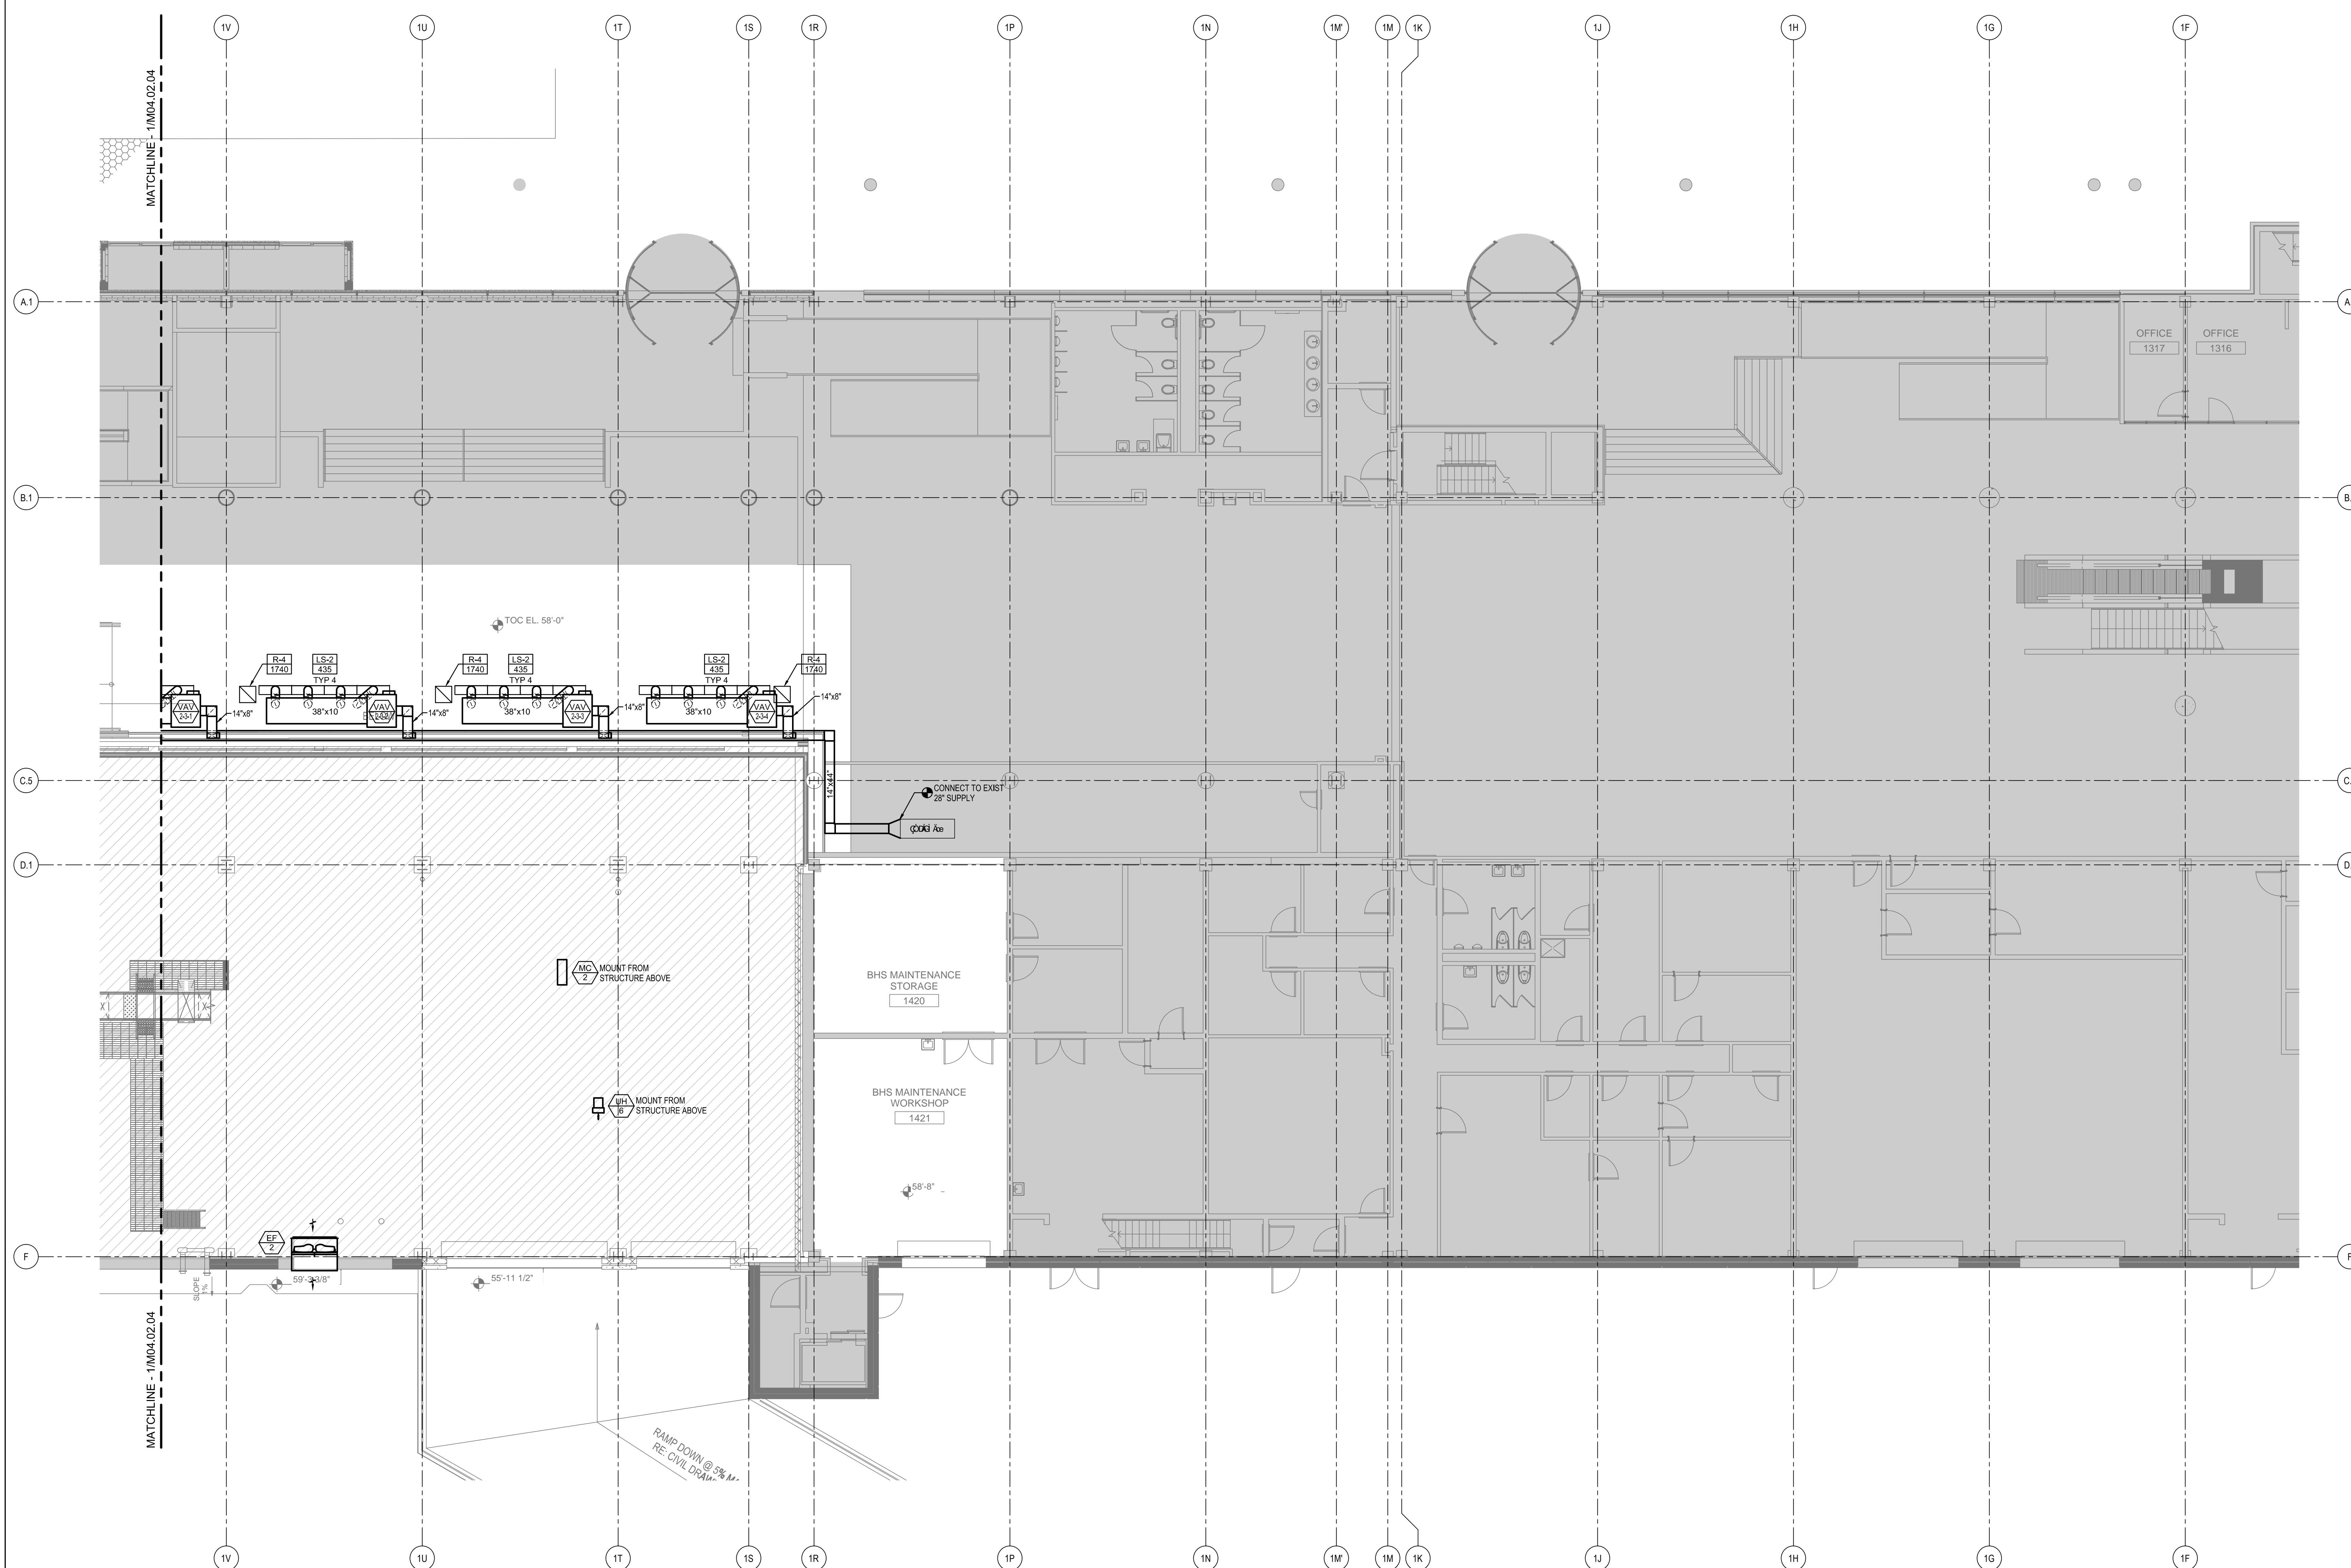 1V
1U
1T
1S
1R
1P
1N
1M'
1M
1K
1J
1H
1G
1F
MATCHLINE - 1/M04.02.04
A.1
OFFICE
1317
OFFICE
1316
B.1
TOC EL. 58'-0"
R-4
1740
LS-2
435
TYP 4
R-4
1740
LS-2
435
TYP 4
LS-2
435
TYP 4
R-4
1740
VAV
2-3-1
14"x8"
38"x10
VAV
14"x8"
38"x10
VAV
2-3-3
14"x8"
38"x10
VAV
2-3-4
14"x8"
C.5
14"x44"
CONNECT TO EXIST
28" SUPPLY
D.1
MC
2
MOUNT FROM
STRUCTURE ABOVE
BHS MAINTENANCE
STORAGE
1420
UH
6
MOUNT FROM
STRUCTURE ABOVE
BHS MAINTENANCE
WORKSHOP
1421
58'-8"
EF
2
F
59'-3 3/8"
55'-11 1/2"
SLOPE
1%
MATCHLINE - 1/M04.02.04
RAMP DOWN @ 5%
RE: CIVIL
1V
1U
1T
1S
1R
1P
1N
1M'
1M
1K
1J
1H
1G
1F